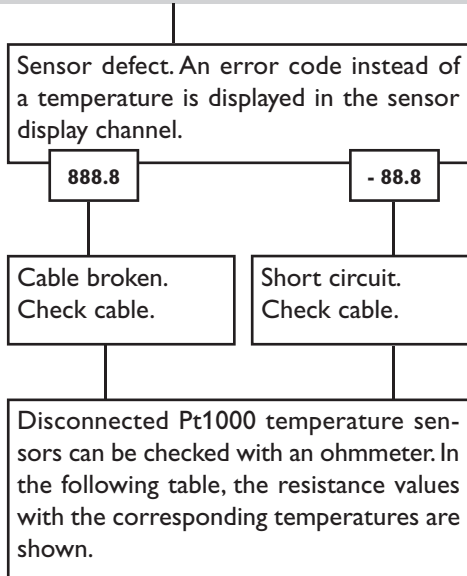 Sensor defect. An error code instead of
a temperature is displayed in the sensor
display channel.
888.8
- 88.8
Cable broken.
Check cable.
Short circuit.
Check cable.
Disconnected Pt1000 temperature sen-
sors can be checked with an ohmmeter. In
the following table, the resistance values
with the corresponding temperatures are
shown.